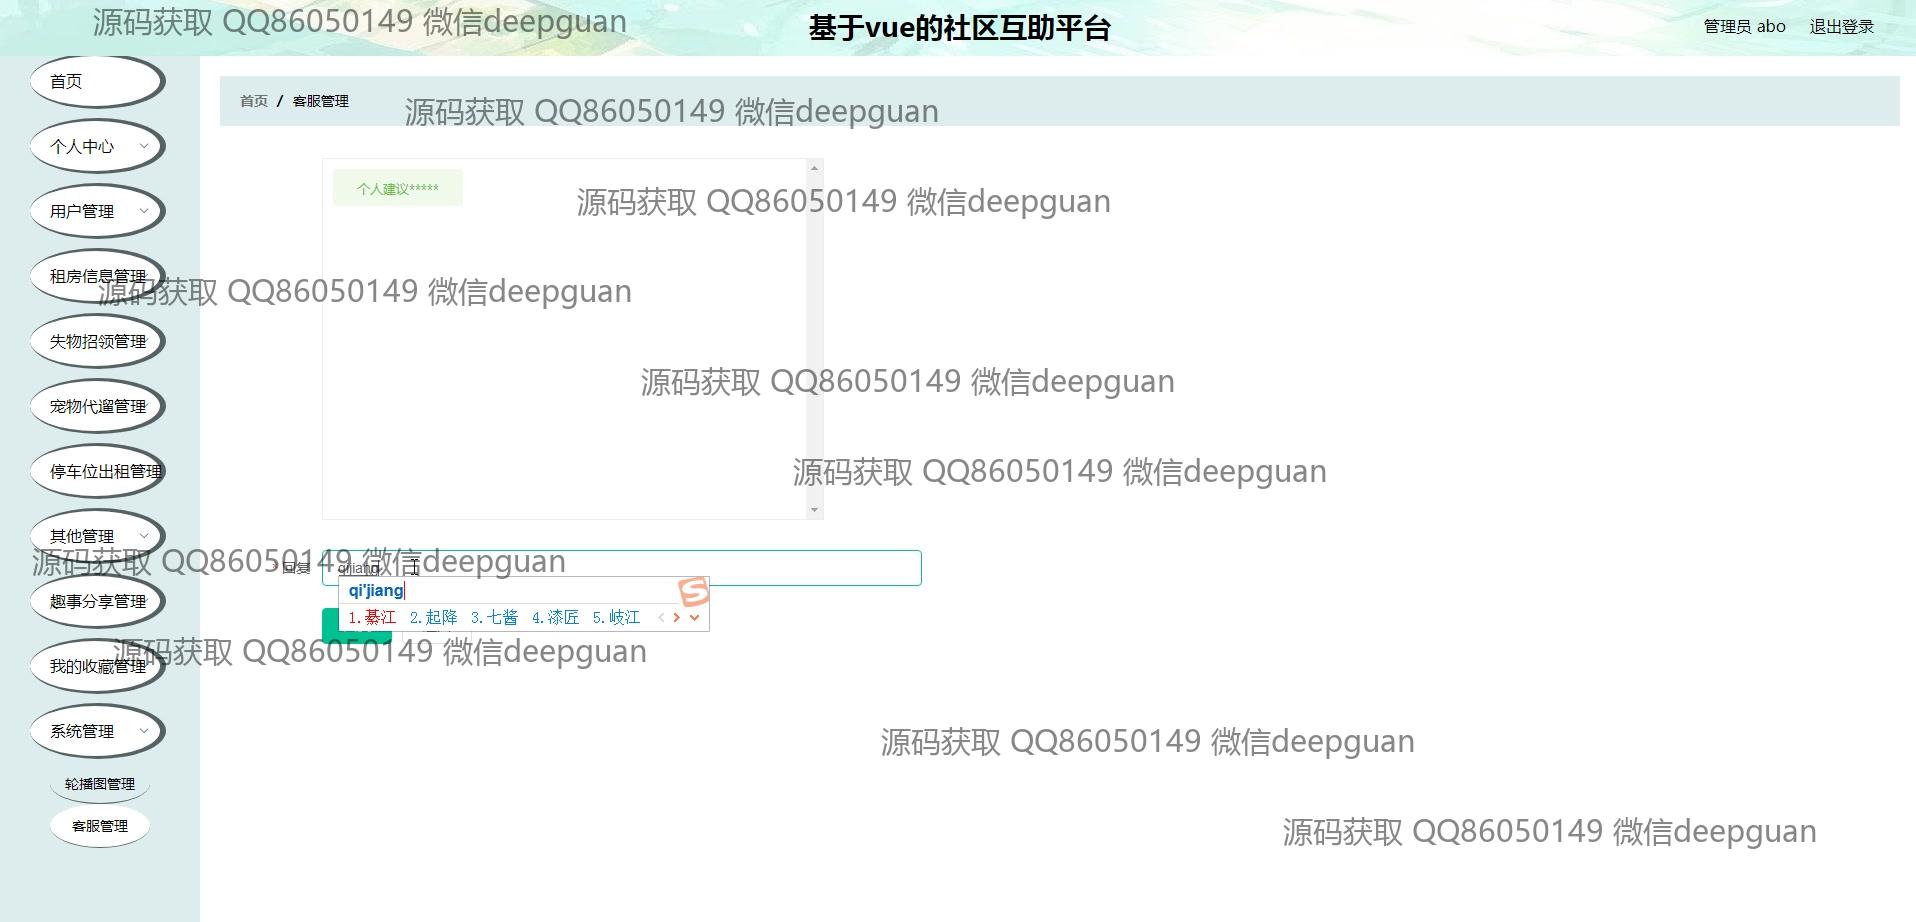 源码获取 QQ86050149 微信deepguan
基于vue的社区互助平台
管理员 abo
退出登录
首页
首页 / 客服管理
源码获取 QQ86050149 微信deepguan
个人中心
个人建议*****
源码获取 QQ86050149 微信deepguan
用户管理
租房信息管理
源码获取 QQ86050149 微信deepguan
失物招领管理
源码获取 QQ86050149 微信deepguan
宠物代遛管理
停车位出租管理
源码获取 QQ86050149 微信deepguan
其他管理
源码获取 QQ86050149 微信deepguan
* 回复
qijiang
qi'jiang
1.綦江 2.起降 3.七酱 4.漆匠 5.岐江
趣事分享管理
源码获取 QQ86050149 微信deepguan
我的收藏管理
系统管理
源码获取 QQ86050149 微信deepguan
轮播图管理
客服管理
源码获取 QQ86050149 微信deepguan